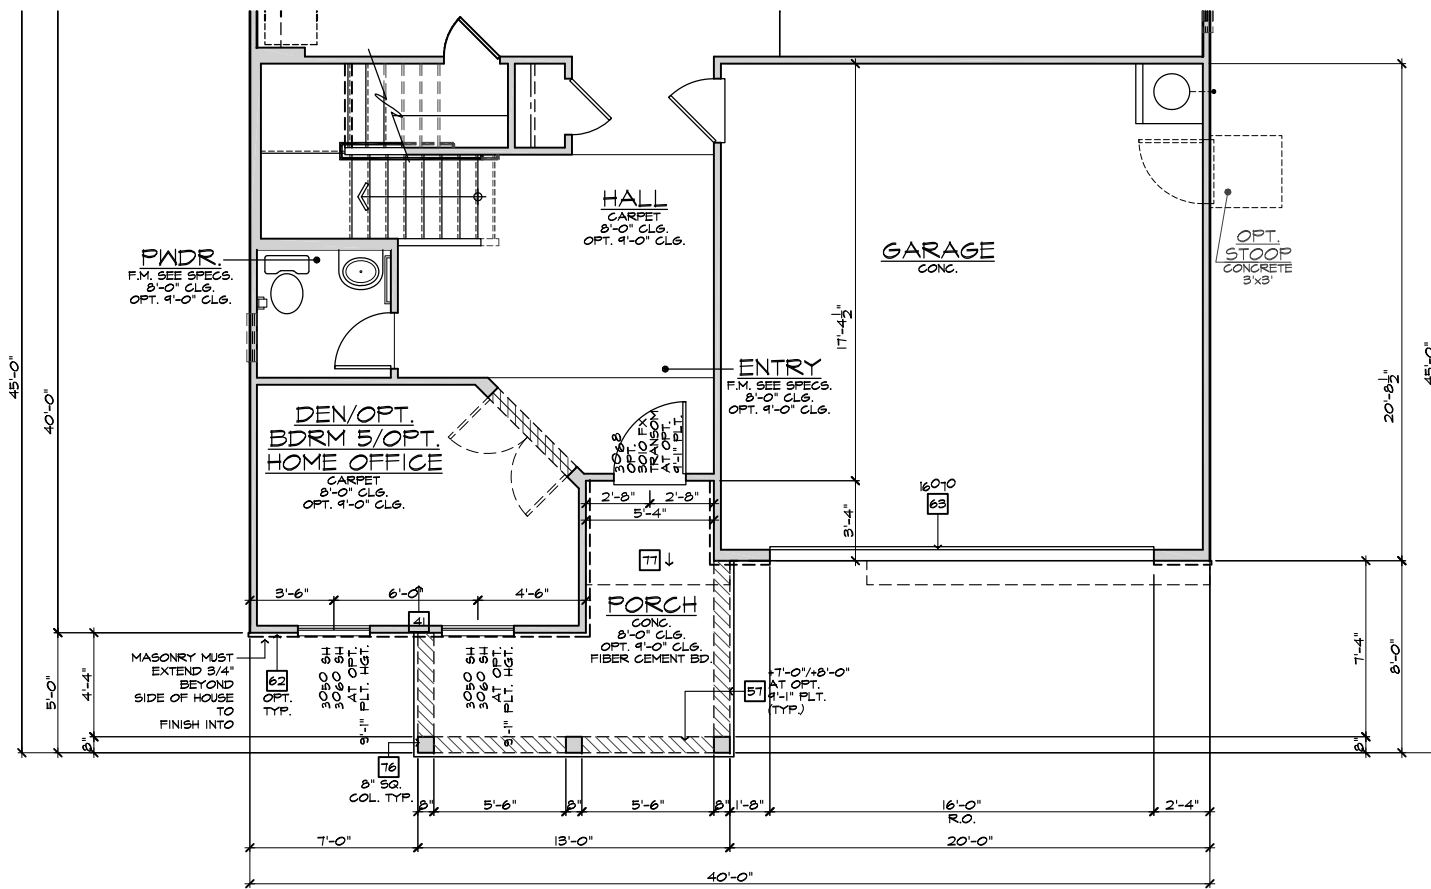 HALL
CARPET
8'-0" CLG.
OPT. 9'-0" CLG.
GARAGE
CONC.
OPT.
STOOP
CONCRETE
3'x3'
PWDR.
F.M. SEE SPECS.
8'-0" CLG.
OPT. 9'-0" CLG.
17'-4½"
45'-0"
40'-0"
20'-8½"
45'-0"
ENTRY
F.M. SEE SPECS.
8'-0" CLG.
OPT. 9'-0" CLG.
DEN/OPT.
BDRM 5/OPT.
HOME OFFICE
CARPET
8'-0" CLG.
OPT. 9'-0" CLG.
3068
OPT.
3010 FX
TRANSOM
AT OPT.
9'-1" PLT.
2'-8"
2'-8"
5'-4"
16070
63
3'-4"
77
3'-6"
6'-0"
4'-6"
41
PORCH
CONC.
8'-0" CLG.
OPT. 9'-0" CLG.
FIBER CEMENT BD.
MASONRY MUST
EXTEND 3/4"
BEYOND
SIDE OF HOUSE
TO
FINISH INTO
62
OPT.
TYP.
3050 SH
3060 SH
AT OPT.
9'-1" PLT. HGT.
3050 SH
3060 SH
AT OPT.
9'-1" PLT. HGT.
57
+7'-0"/+8'-0"
AT OPT.
9'-1" PLT
(TYP.)
5'-0"
4'-4"
8"
7'-4"
8'-0"
8"
76
8" SQ.
COL. TYP.
8"
5'-6"
8"
5'-6"
8"
1'-8"
16'-0"
R.O.
2'-4"
7'-0"
13'-0"
20'-0"
40'-0"